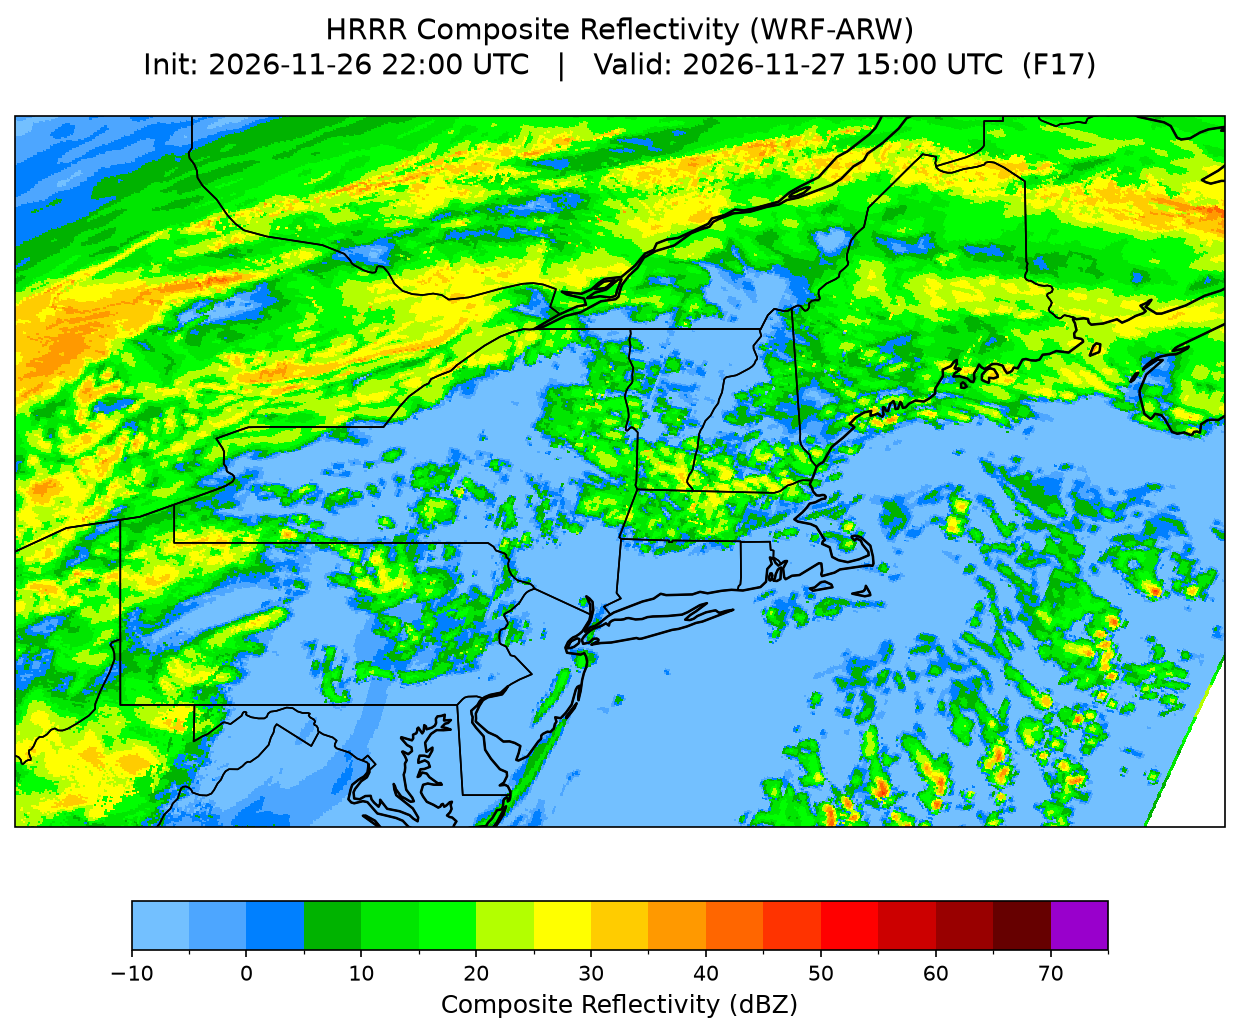 HRRR Composite Reflectivity (WRF-ARW)
Init: 2026-11-26 22:00 UTC   |   Valid: 2026-11-27 15:00 UTC  (F17)
−10 0 10 20 30 40 50 60 70
Composite Reflectivity (dBZ)